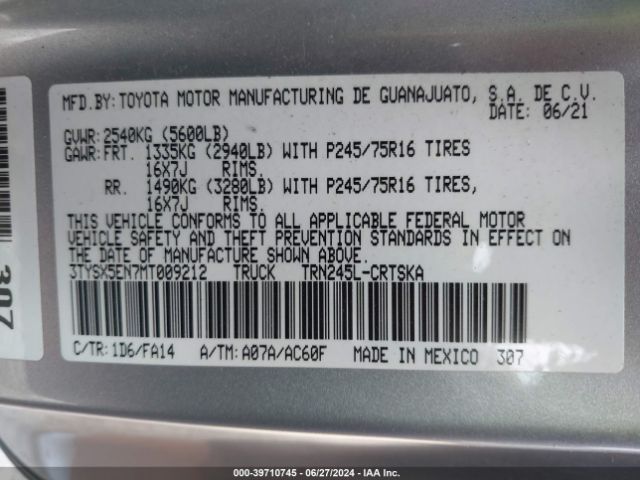 MFD.BY:TOYOTA MOTOR MANUFACTURING DE GUANAJUATO, S.A. DE C.V.
DATE: 06/21
GVWR:2540KG (5600LB)
GAWR:FRT. 1335KG (2940LB) WITH P245/75R16 TIRES
16X7J RIMS.
RR. 1490KG (3280LB) WITH P245/75R16 TIRES,
16X7J RIMS.
THIS VEHICLE CONFORMS TO ALL APPLICABLE FEDERAL MOTOR
VEHICLE SAFETY AND THEFT PREVENTION STANDARDS IN EFFECT ON
THE DATE OF MANUFACTURE SHOWN ABOVE.
3TYSX5EN7MT009212 TRUCK TRN245L-CRTSKA
C/TR:1D6/FA14 A/TM:A07A/AC60F MADE IN MEXICO 307
307
000-39710745 - 06/27/2024 - IAA Inc.